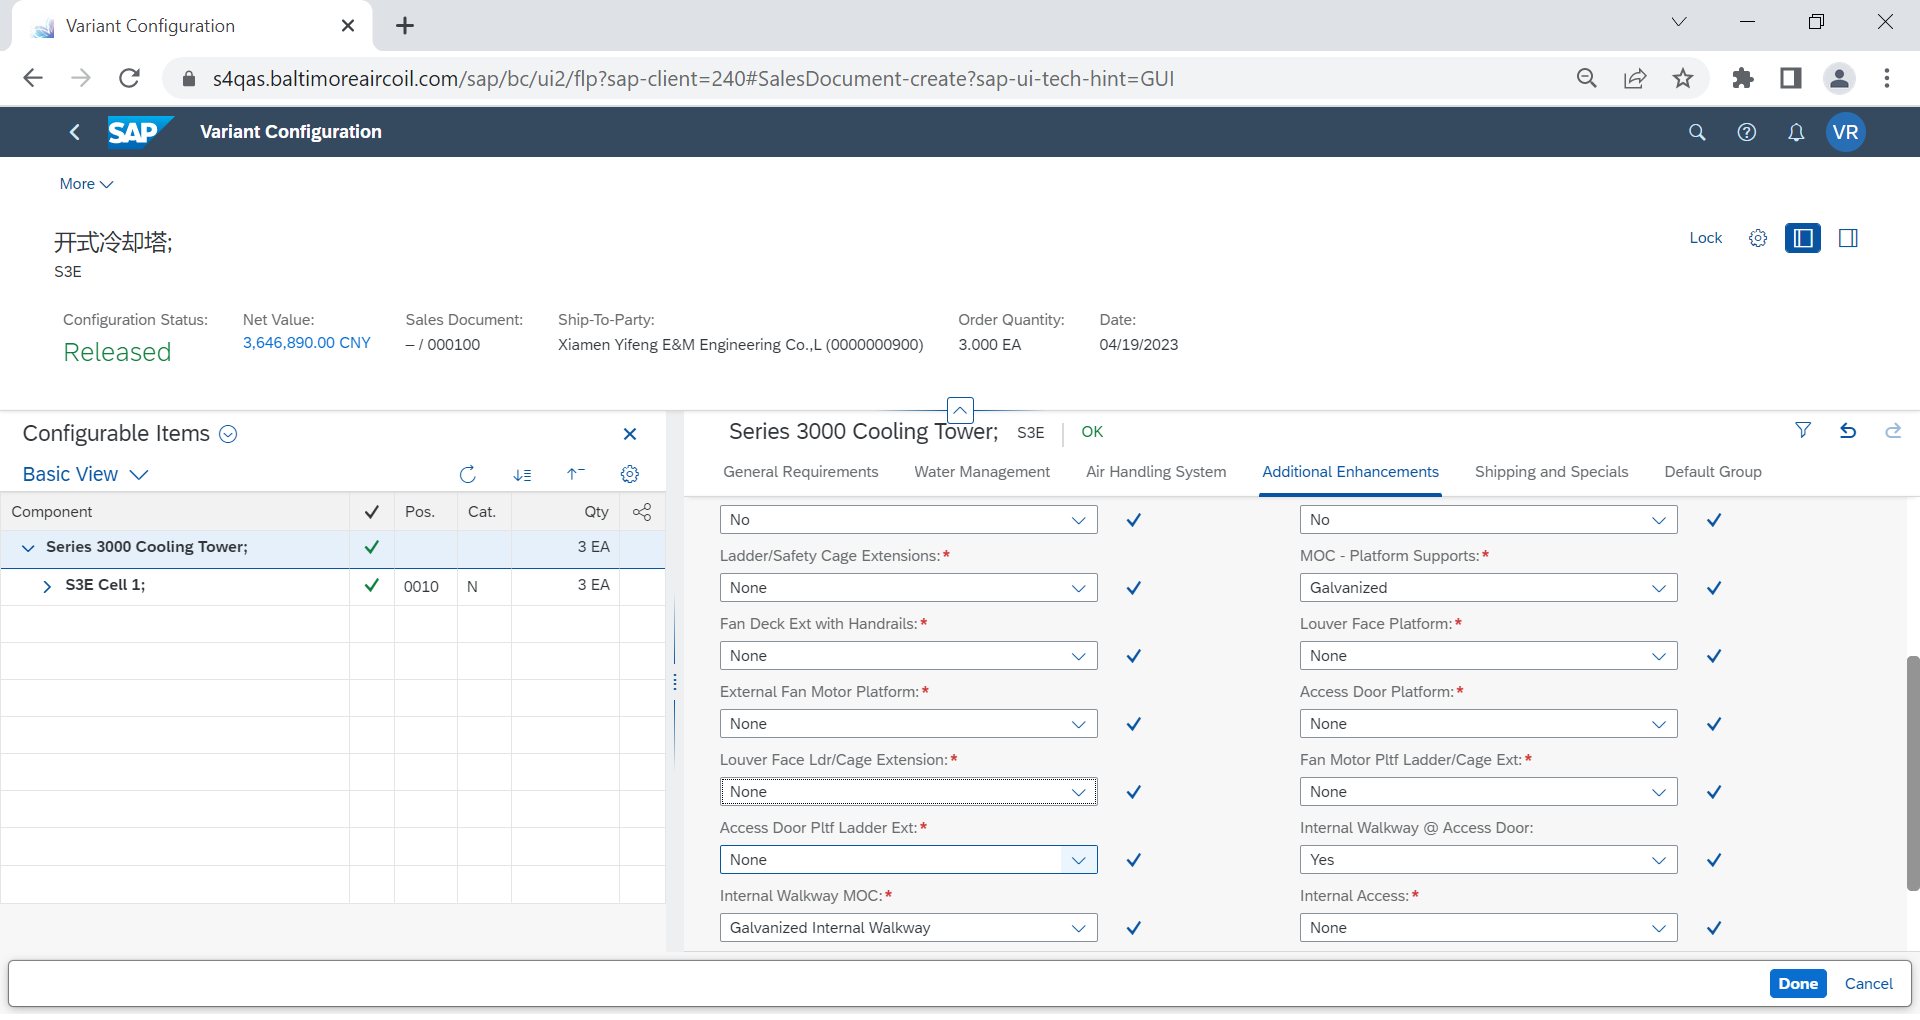 Variant Configuration
s4qas.baltimoreaircoil.com/sap/bc/ui2/flp?sap-client=240#SalesDocument-create?sap-ui-tech-hint=GUI
SAP Variant Configuration VR
More
开式冷却塔;
S3E
Lock
Configuration Status: Net Value: Sales Document: Ship-To-Party: Order Quantity: Date:
Released 3,646,890.00 CNY – / 000100 Xiamen Yifeng E&M Engineering Co.,L (0000000900) 3.000 EA 04/19/2023
Configurable Items
Basic View
Component Pos. Cat. Qty
Series 3000 Cooling Tower; 3 EA
S3E Cell 1; 0010 N 3 EA
Series 3000 Cooling Tower; S3E OK
General Requirements Water Management Air Handling System Additional Enhancements Shipping and Specials Default Group
No No
Ladder/Safety Cage Extensions:* MOC - Platform Supports:*
None Galvanized
Fan Deck Ext with Handrails:* Louver Face Platform:*
None None
External Fan Motor Platform:* Access Door Platform:*
None None
Louver Face Ldr/Cage Extension:* Fan Motor Pltf Ladder/Cage Ext:*
None None
Access Door Pltf Ladder Ext:* Internal Walkway @ Access Door:
None Yes
Internal Walkway MOC:* Internal Access:*
Galvanized Internal Walkway None
Done Cancel